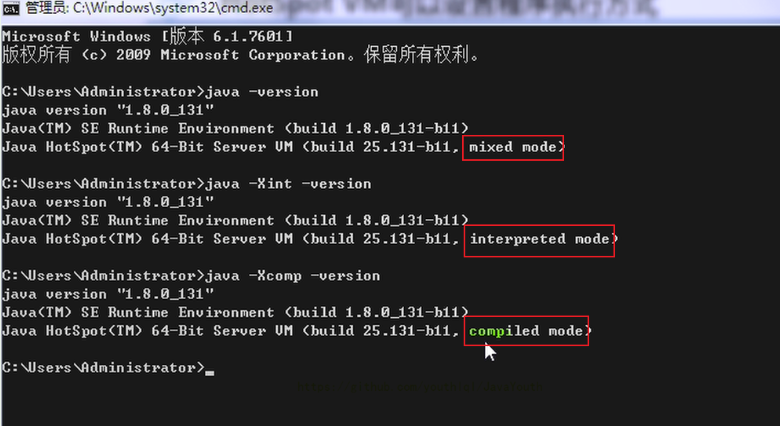 管理员: C:\Windows\system32\cmd.exe
Microsoft Windows [版本 6.1.7601]
版权所有 (c) 2009 Microsoft Corporation。保留所有权利。
C:\Users\Administrator>java -version
java version "1.8.0_131"
Java(TM) SE Runtime Environment (build 1.8.0_131-b11)
Java HotSpot(TM) 64-Bit Server VM (build 25.131-b11, mixed mode)
C:\Users\Administrator>java -Xint -version
java version "1.8.0_131"
Java(TM) SE Runtime Environment (build 1.8.0_131-b11)
Java HotSpot(TM) 64-Bit Server VM (build 25.131-b11, interpreted mode)
C:\Users\Administrator>java -Xcomp -version
java version "1.8.0_131"
Java(TM) SE Runtime Environment (build 1.8.0_131-b11)
Java HotSpot(TM) 64-Bit Server VM (build 25.131-b11, compiled mode)
C:\Users\Administrator>_